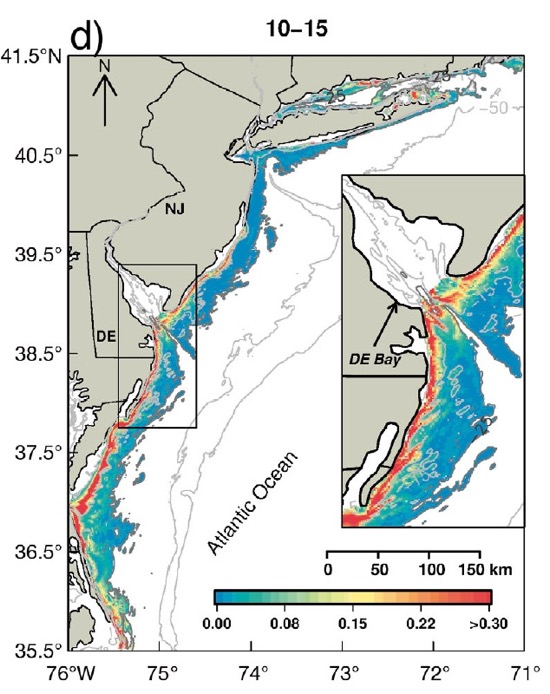 d)
10–15
41.5°N
N
25
25
−50
40.5°
NJ
39.5°
DE
DE Bay
38.5°
37.5°
Atlantic Ocean
36.5°
0 50 100 150 km
0.00 0.08 0.15 0.22 >0.30
35.5°
76°W 75° 74° 73° 72° 71°